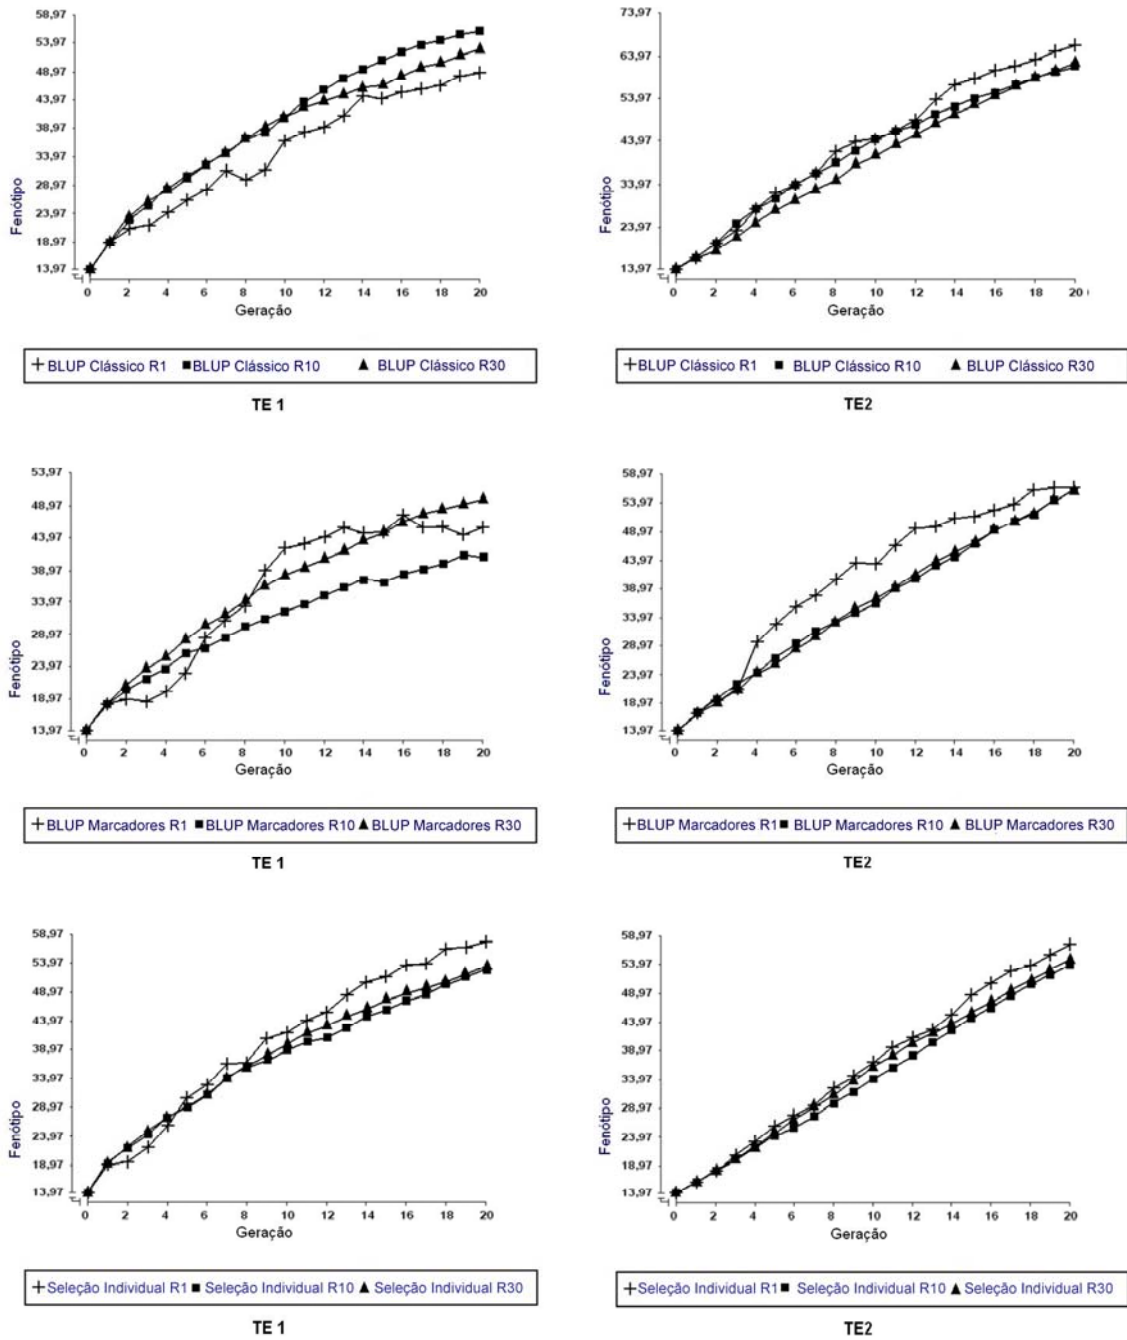 58,97
53,97
48,97
43,97
38,97
33,97
28,97
23,97
18,97
13,97
Fenótipo
0 2 4 6 8 10 12 14 16 18 20
Geração
BLUP Clássico R1 BLUP Clássico R10 BLUP Clássico R30
TE 1
73,97
63,97
53,97
43,97
33,97
23,97
13,97
Fenótipo
0 2 4 6 8 10 12 14 16 18 20
Geração
BLUP Clássico R1 BLUP Clássico R10 BLUP Clássico R30
TE2
53,97
48,97
43,97
38,97
33,97
28,97
23,97
18,97
13,97
Fenótipo
0 2 4 6 8 10 12 14 16 18 20
Geração
BLUP Marcadores R1 BLUP Marcadores R10 BLUP Marcadores R30
TE 1
58,97
53,97
48,97
43,97
38,97
33,97
28,97
23,97
18,97
13,97
Fenótipo
0 2 4 6 8 10 12 14 16 18 20
Geração
BLUP Marcadores R1 BLUP Marcadores R10 BLUP Marcadores R30
TE2
58,97
53,97
48,97
43,97
38,97
33,97
28,97
23,97
18,97
13,97
Fenótipo
0 2 4 6 8 10 12 14 16 18 20
Geração
Seleção Individual R1 Seleção Individual R10 Seleção Individual R30
TE 1
58,97
53,97
48,97
43,97
38,97
33,97
28,97
23,97
18,97
13,97
Fenótipo
0 2 4 6 8 10 12 14 16 18 20
Geração
Seleção Individual R1 Seleção Individual R10 Seleção Individual R30
TE2